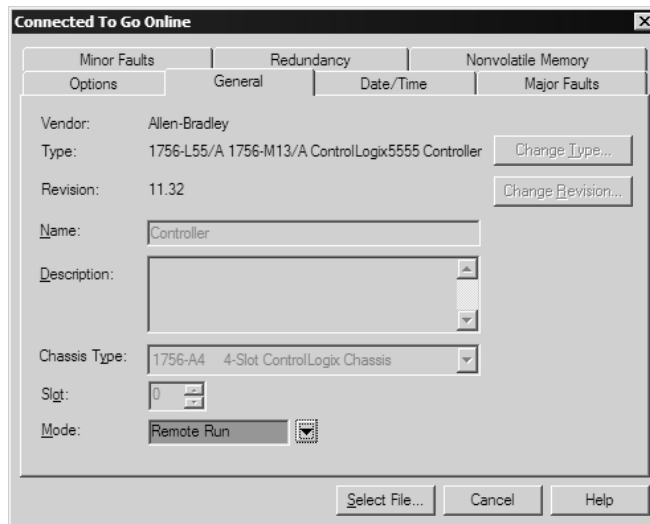 Connected To Go Online
Minor Faults Redundancy Nonvolatile Memory
Options General Date/Time Major Faults
Vendor: Allen-Bradley
Type: 1756-L55/A 1756-M13/A ControlLogix5555 Controller Change Type...
Revision: 11.32 Change Revision...
Name: Controller
Description:
Chassis Type: 1756-A4 4-Slot ControlLogix Chassis
Slot: 0
Mode: Remote Run
Select File... Cancel Help